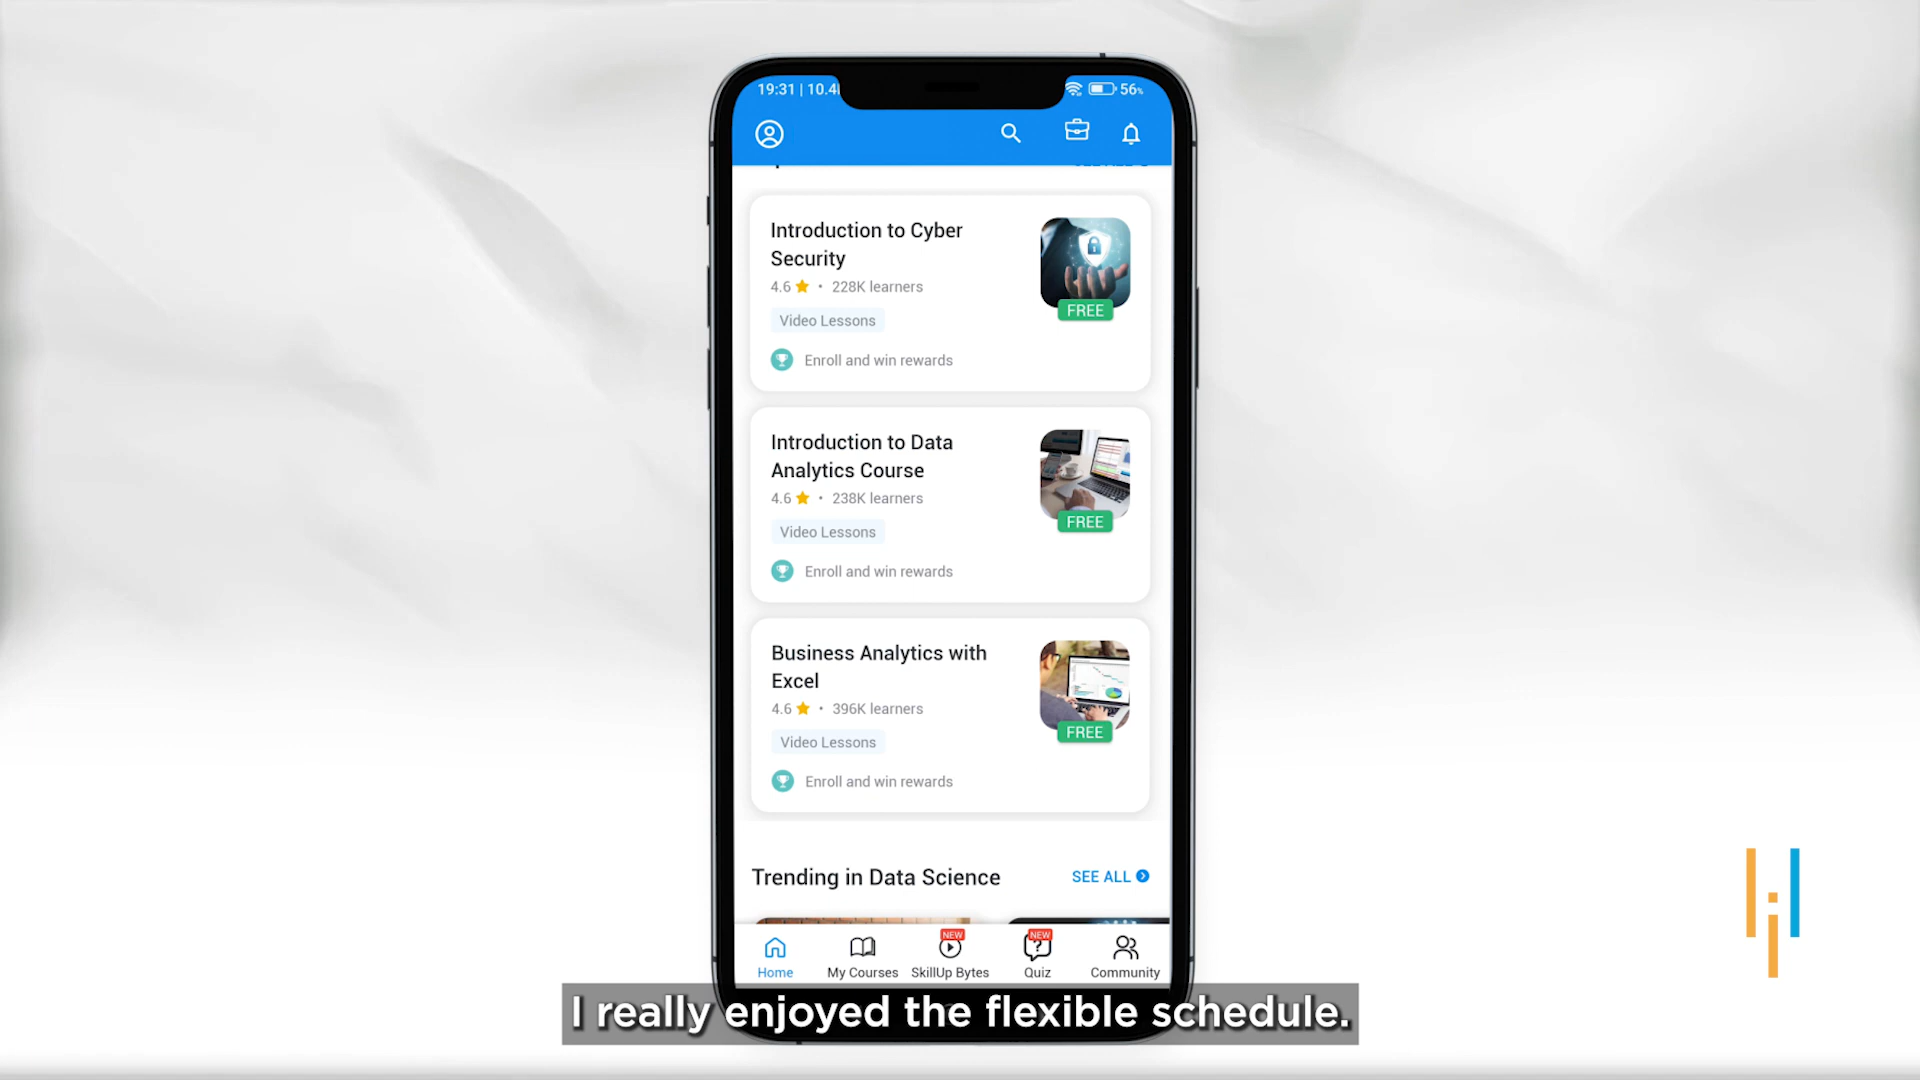 19:31 | 10.4
56%
Introduction to Cyber
Security
4.6 • 228K learners
FREE
Video Lessons
Enroll and win rewards
Introduction to Data
Analytics Course
4.6 • 238K learners
FREE
Video Lessons
Enroll and win rewards
Business Analytics with
Excel
4.6 • 396K learners
FREE
Video Lessons
Enroll and win rewards
Trending in Data Science
SEE ALL
NEW
NEW
Home
My Courses
SkillUp Bytes
Quiz
Community
I really enjoyed the flexible schedule.